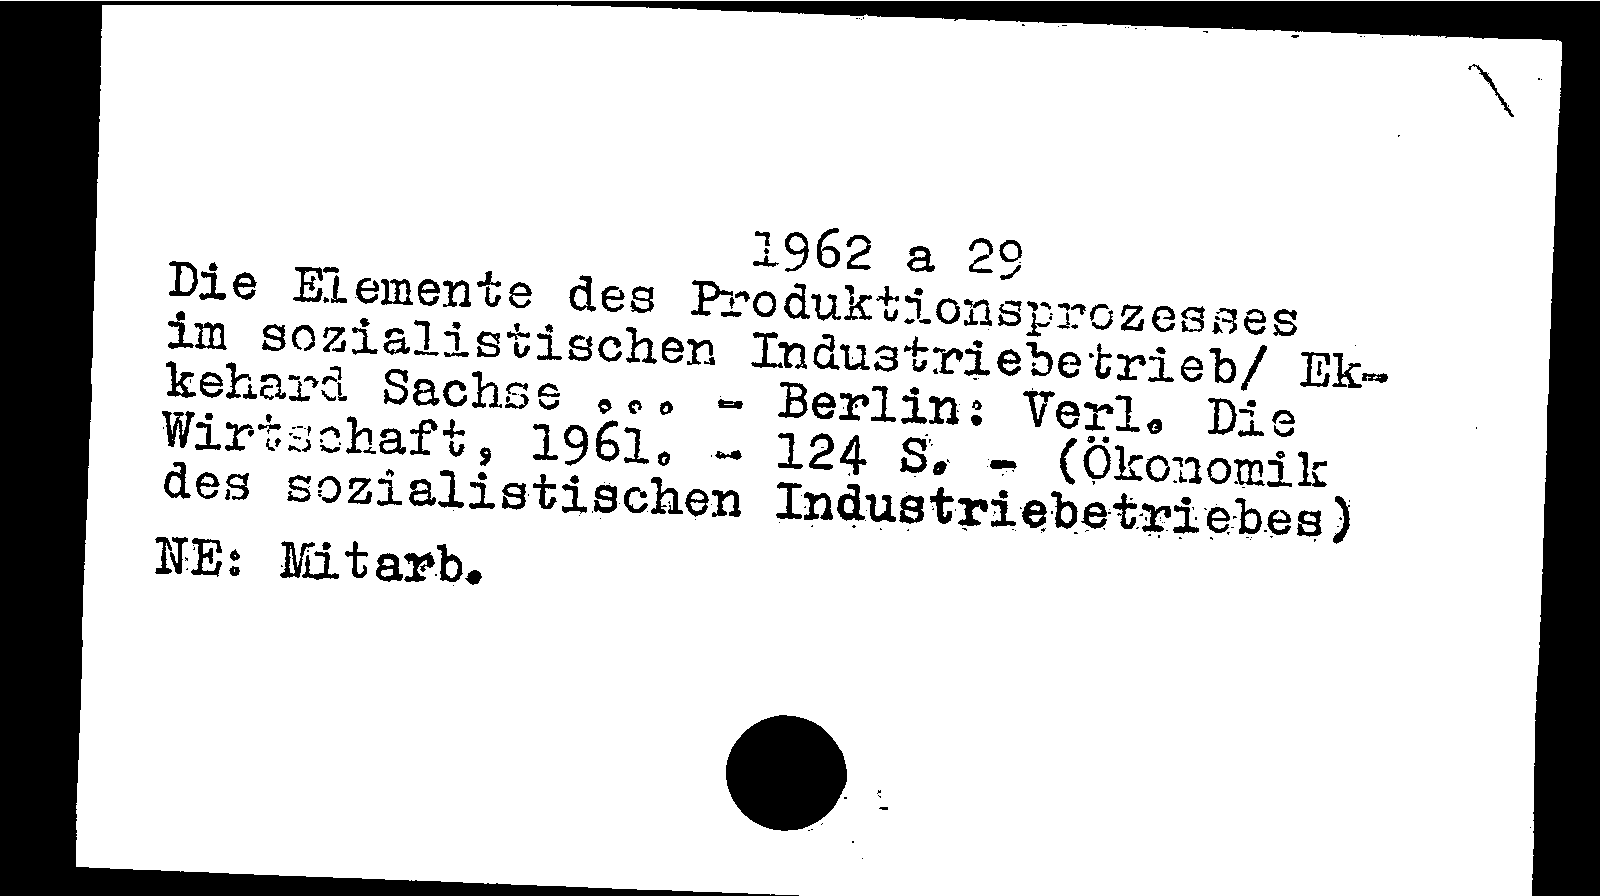 1962 a 29
Die Elemente des Produktionsprozesses
im sozialistischen Industriebetrieb/ Ek-
kehard Sachse ... - Berlin: Verl. Die
Wirtschaft, 1961. - 124 S. - (Ökonomik
des sozialistischen Industriebetriebes)
NE: Mitarb.